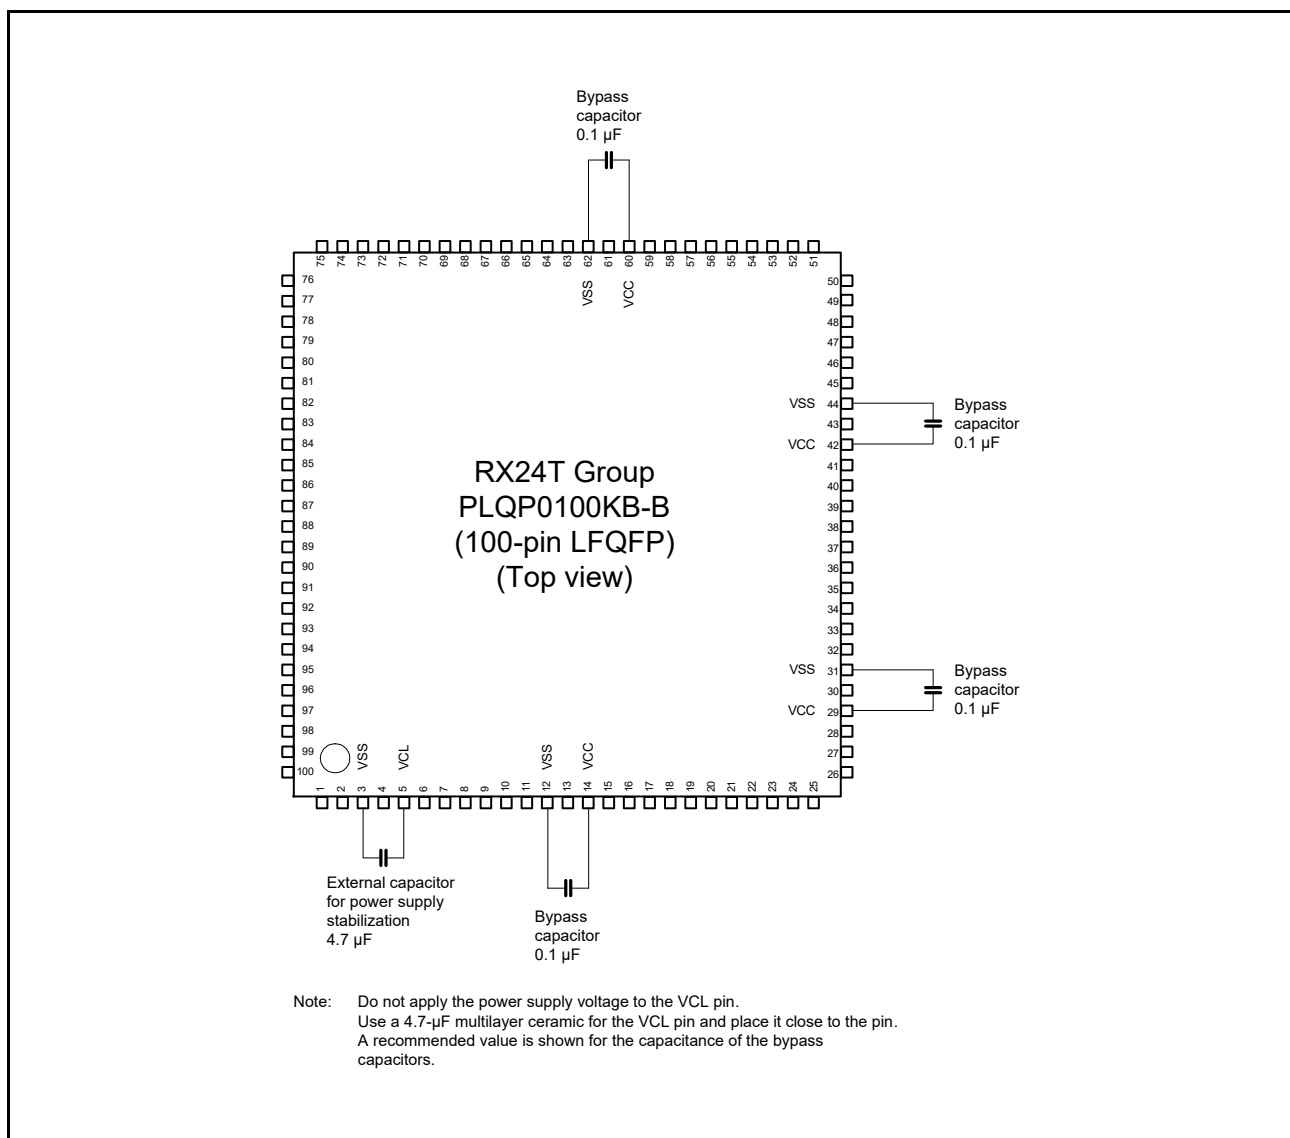 Bypass
capacitor
0.1 µF
75 74 73 72 71 70 69 68 67 66 65 64 63 62 61 60 59 58 57 56 55 54 53 52 51
VSS VCC
76 50
77 49
78 48
79 47
80 46
81 45
82 VSS 44
83 43
84 VCC 42
85 41
86 40
87 39
88 38
89 37
90 36
91 35
92 34
93 33
94 32
95 VSS 31
96 30
97 VCC 29
98 28
99 27
100 26
Bypass
capacitor
0.1 µF
RX24T Group
PLQP0100KB-B
(100-pin LFQFP)
(Top view)
Bypass
capacitor
0.1 µF
VSS VCL VSS VCC
1 2 3 4 5 6 7 8 9 10 11 12 13 14 15 16 17 18 19 20 21 22 23 24 25
External capacitor
for power supply
stabilization
4.7 µF
Bypass
capacitor
0.1 µF
Note: Do not apply the power supply voltage to the VCL pin.
Use a 4.7-µF multilayer ceramic for the VCL pin and place it close to the pin.
A recommended value is shown for the capacitance of the bypass
capacitors.